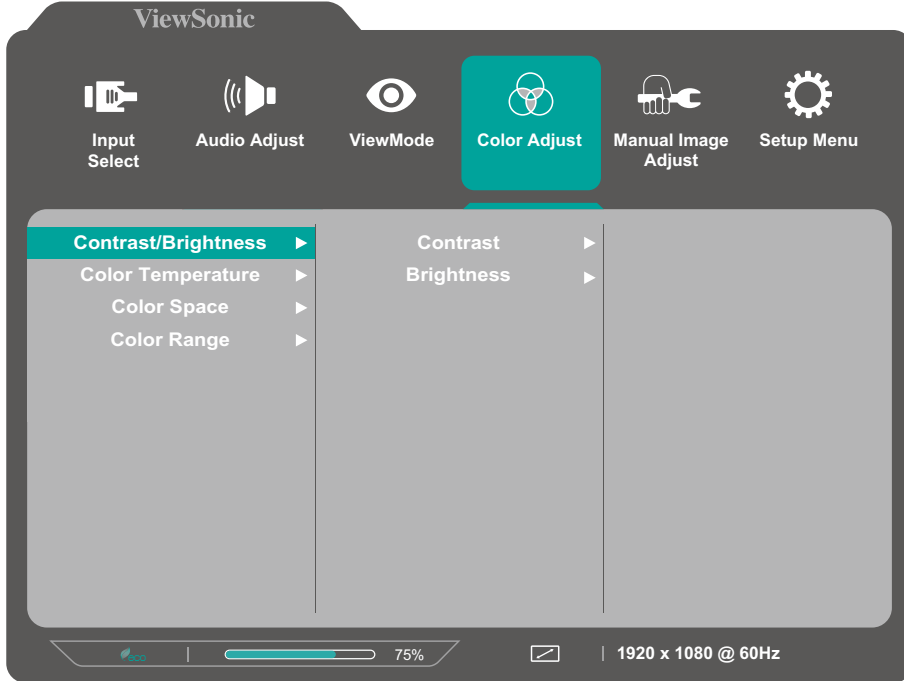 ViewSonic
Input
Select
Audio Adjust
ViewMode
Color Adjust
Manual Image
Adjust
Setup Menu
Contrast/Brightness
Color Temperature
Color Space
Color Range
Contrast
Brightness
eco
75%
1920 x 1080 @ 60Hz